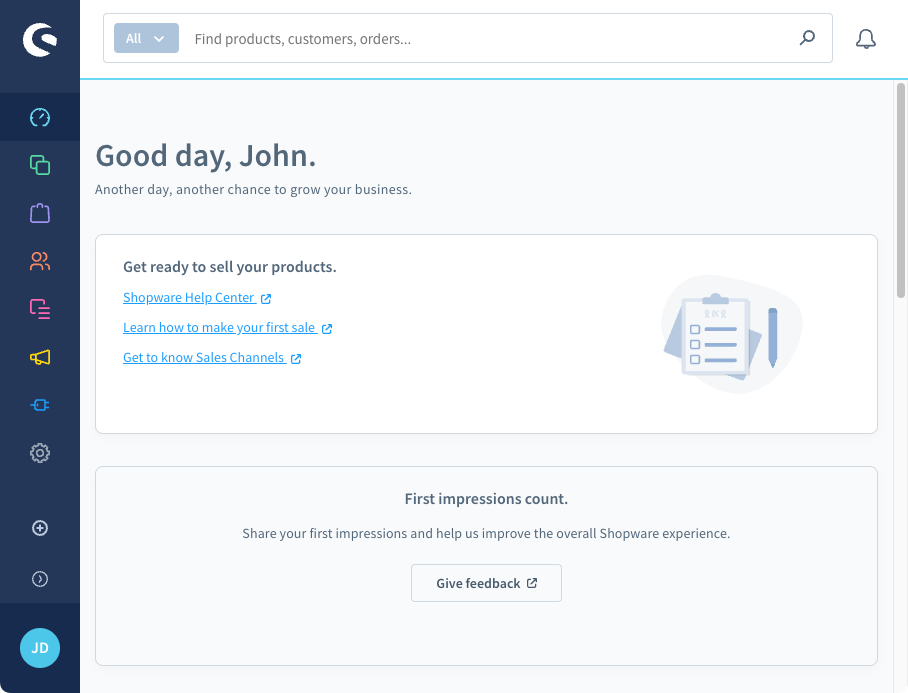 All
Find products, customers, orders...
Good day, John.
Another day, another chance to grow your business.
Get ready to sell your products.
Shopware Help Center
Learn how to make your first sale
Get to know Sales Channels
First impressions count.
Share your first impressions and help us improve the overall Shopware experience.
Give feedback
JD